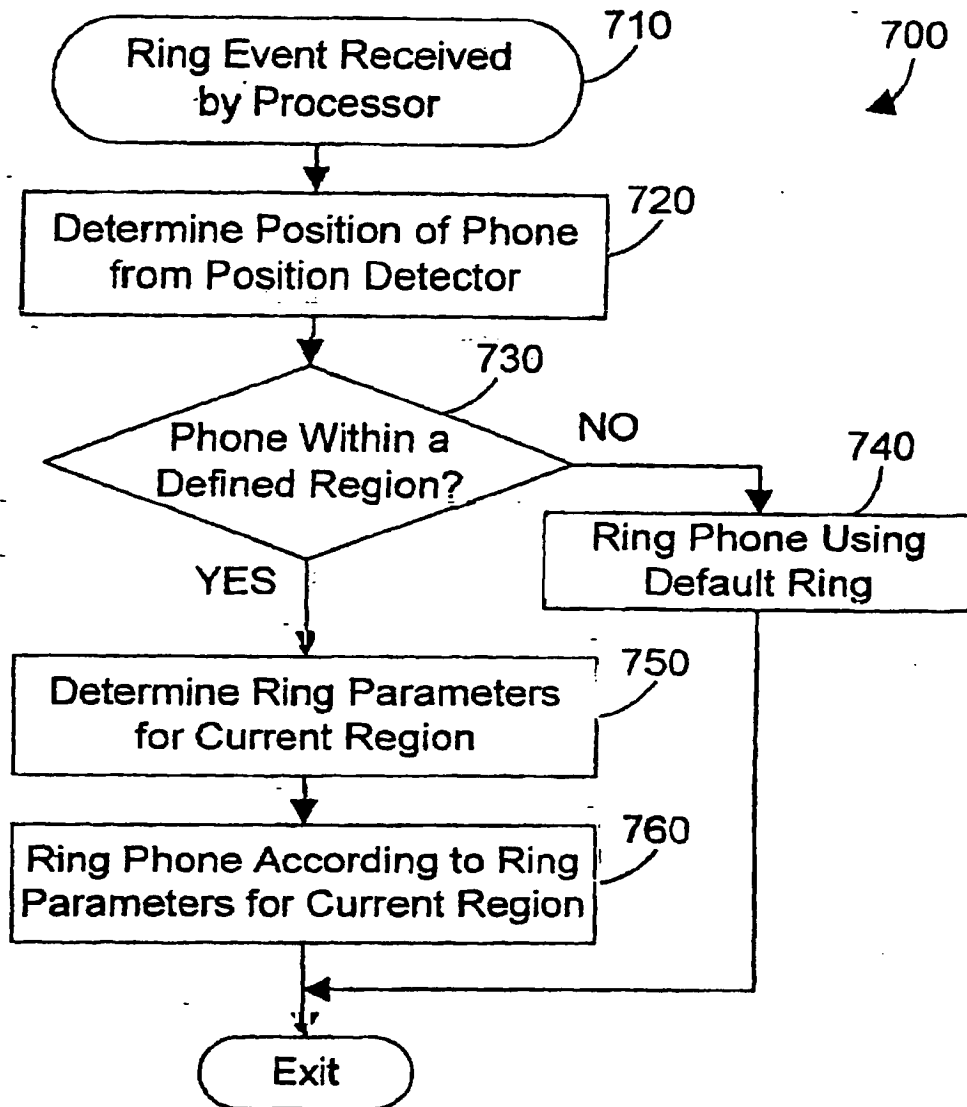 710
700
Ring Event Received
by Processor
720
Determine Position of Phone
from Position Detector
730
Phone Within a
Defined Region?
NO
740
Ring Phone Using
Default Ring
YES
750
Determine Ring Parameters
for Current Region
760
Ring Phone According to Ring
Parameters for Current Region
Exit